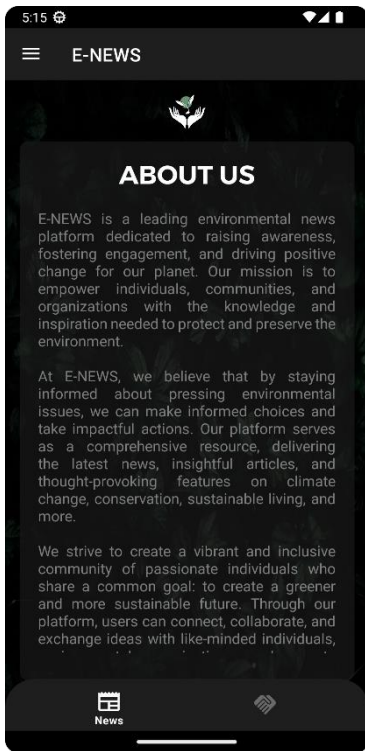 5:15
E-NEWS
ABOUT US
E-NEWS is a leading environmental news
platform dedicated to raising awareness,
fostering engagement, and driving positive
change for our planet. Our mission is to
empower individuals, communities, and
organizations with the knowledge and
inspiration needed to protect and preserve the
environment.
At E-NEWS, we believe that by staying
informed about pressing environmental
issues, we can make informed choices and
take impactful actions. Our platform serves
as a comprehensive resource, delivering
the latest news, insightful articles, and
thought-provoking features on climate
change, conservation, sustainable living, and
more.
We strive to create a vibrant and inclusive
community of passionate individuals who
share a common goal: to create a greener
and more sustainable future. Through our
platform, users can connect, collaborate, and
exchange ideas with like-minded individuals,
News